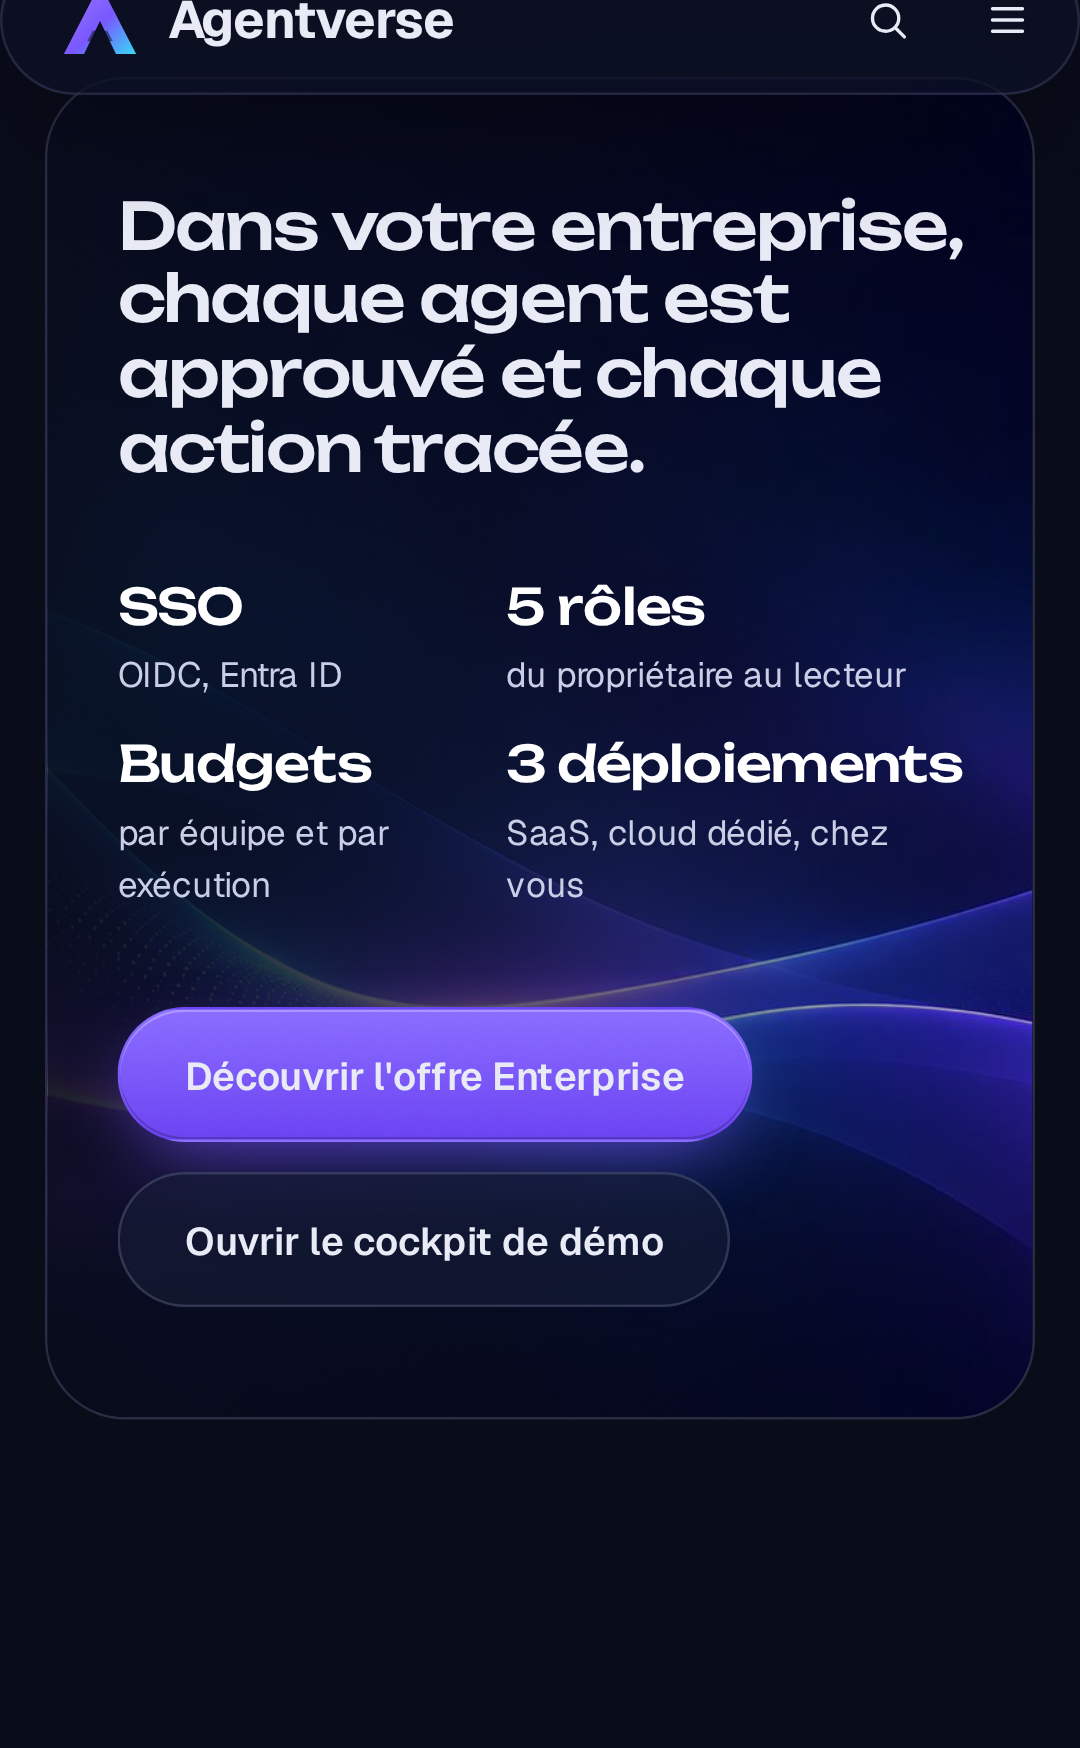 Agentverse
Dans votre entreprise,
chaque agent est
approuvé et chaque
action tracée.
SSO
OIDC, Entra ID
5 rôles
du propriétaire au lecteur
Budgets
par équipe et par
exécution
3 déploiements
SaaS, cloud dédié, chez
vous
Découvrir l'offre Enterprise
Ouvrir le cockpit de démo